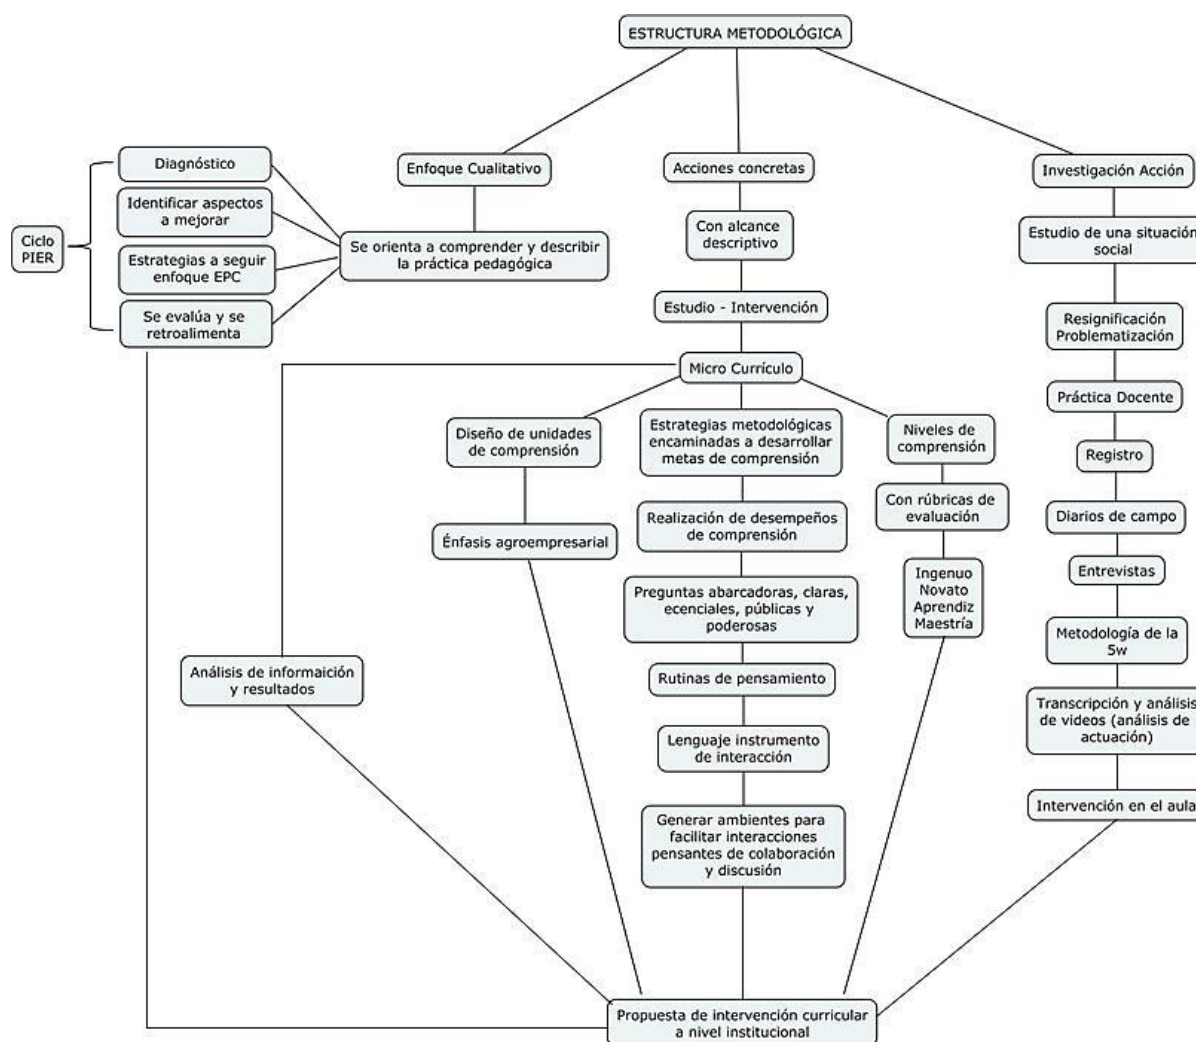 ESTRUCTURA METODOLÓGICA
Enfoque Cualitativo
Se orienta a comprender y describir
la práctica pedagógica
Diagnóstico
Identificar aspectos
a mejorar
Estrategias a seguir
enfoque EPC
Se evalúa y se
retroalimenta
Ciclo
PIER
Acciones concretas
Con alcance
descriptivo
Estudio - Intervención
Micro Currículo
Análisis de informaición
y resultados
Diseño de unidades
de comprensión
Énfasis agroempresarial
Estrategias metodológicas
encaminadas a desarrollar
metas de comprensión
Realización de desempeños
de comprensión
Preguntas abarcadoras, claras,
ecenciales, públicas y
poderosas
Rutinas de pensamiento
Lenguaje instrumento
de interacción
Generar ambientes para
facilitar interacciones
pensantes de colaboración
y discusión
Niveles de
comprensión
Con rúbricas de
evaluación
Ingenuo
Novato
Aprendiz
Maestría
Investigación Acción
Estudio de una situación
social
Resignificación
Problematización
Práctica Docente
Registro
Diarios de campo
Entrevistas
Metodología de la
5w
Transcripción y análisis
de videos (análisis de
actuación)
Intervención en el aula
Propuesta de intervención curricular
a nivel institucional